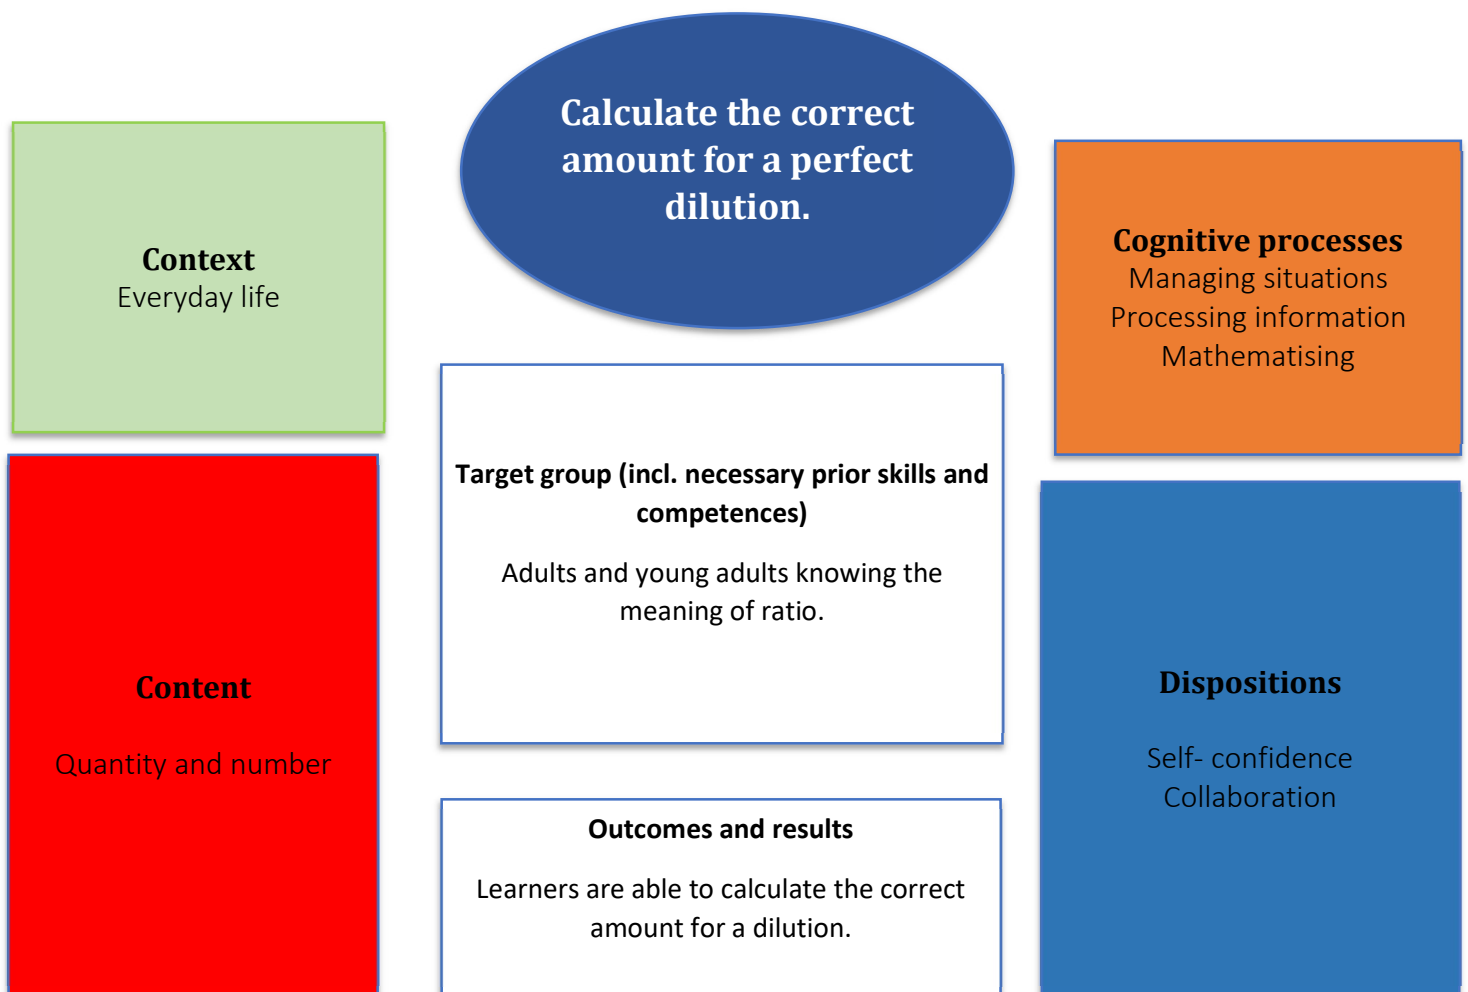 Calculate the correct
amount for a perfect
dilution.
Context
Everyday life
Cognitive processes
Managing situations
Processing information
Mathematising
Target group (incl. necessary prior skills and
competences)
Adults and young adults knowing the
meaning of ratio.
Content
Quantity and number
Dispositions
Self- confidence
Collaboration
Outcomes and results
Learners are able to calculate the correct
amount for a dilution.